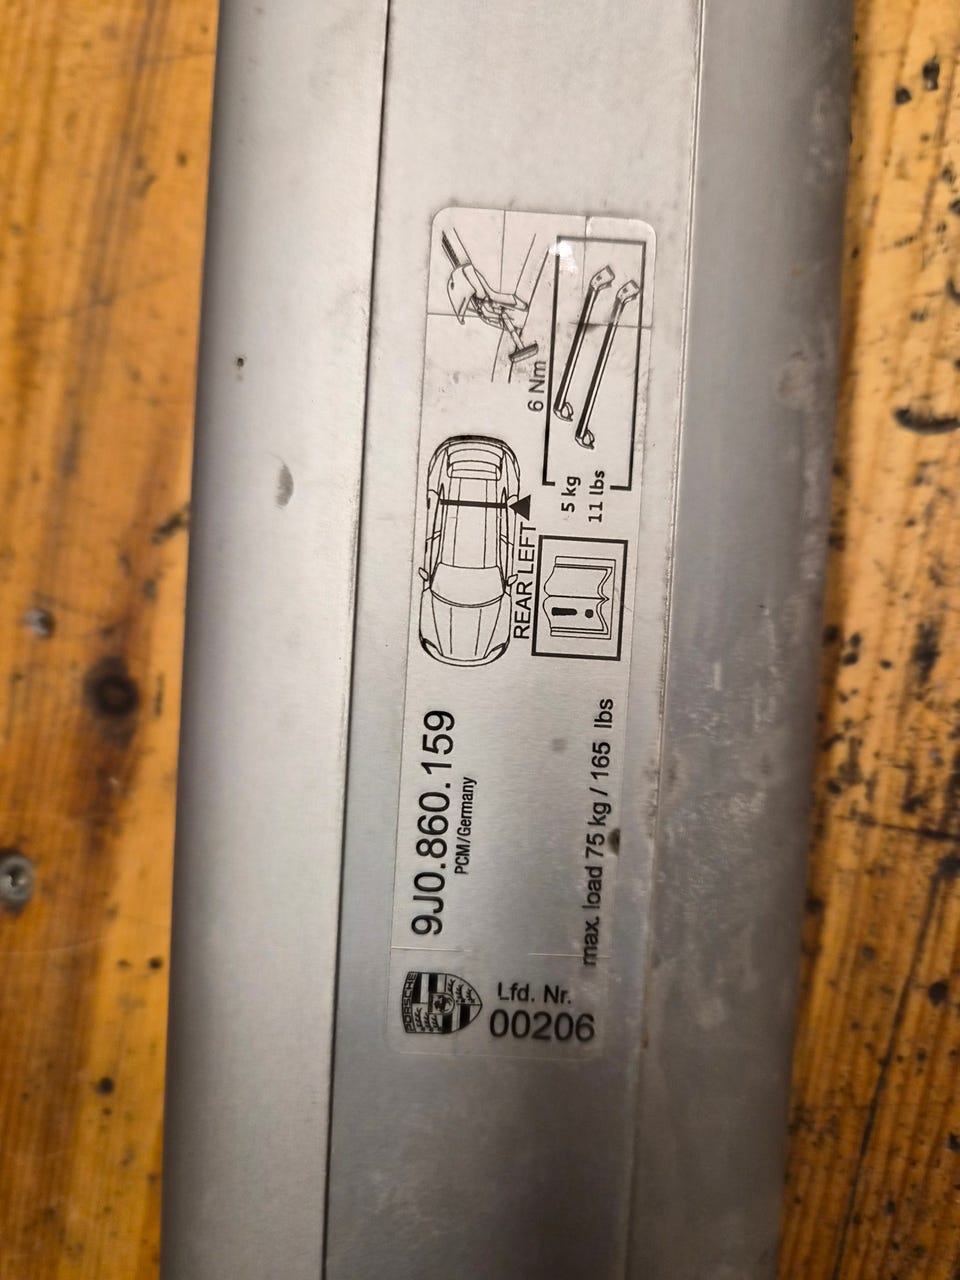 PORSCHE
Lfd. Nr.
00206
9J0.860.159
PCM/Germany
max. load 75 kg / 165 lbs
REAR LEFT
6 Nm
5 kg
11 lbs